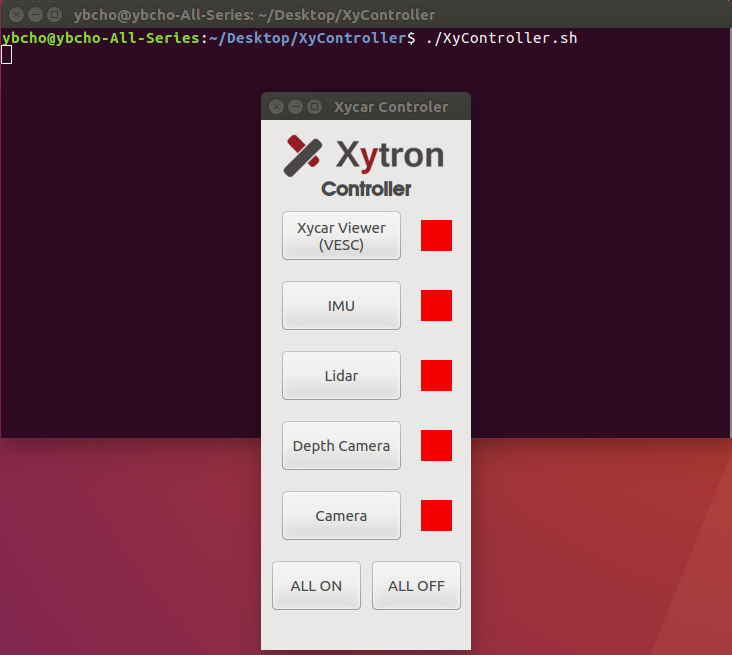 ybcho@ybcho-All-Series: ~/Desktop/XyController
ybcho@ybcho-All-Series:~/Desktop/XyController$ ./XyController.sh
Xycar Controler
Xytron
Controller
Xycar Viewer
(VESC)
IMU
Lidar
Depth Camera
Camera
ALL ON
ALL OFF